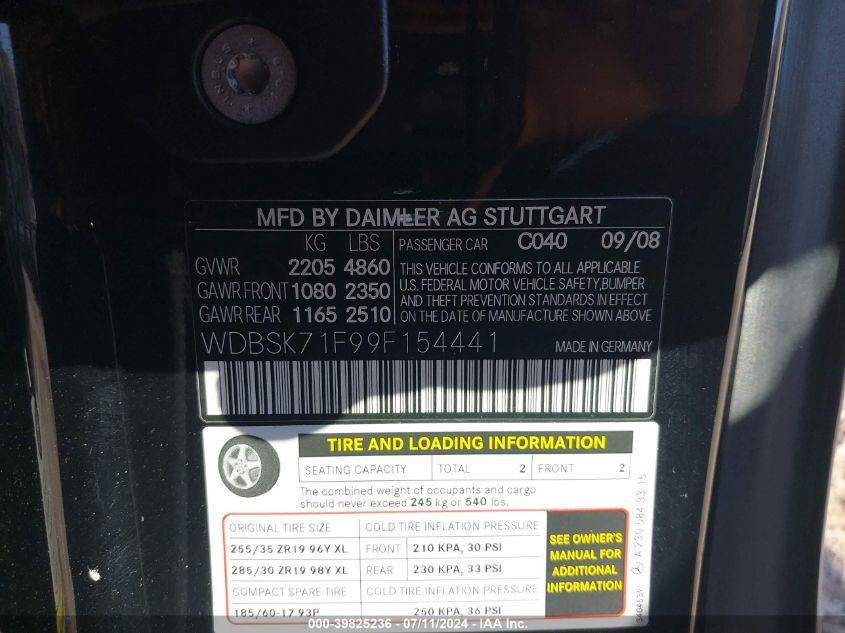 INBUS
MFD BY DAIMLER AG STUTTGART
KG LBS PASSENGER CAR C040 09/08
GVWR 2205 4860
GAWR FRONT 1080 2350
GAWR REAR 1165 2510
THIS VEHICLE CONFORMS TO ALL APPLICABLE
U.S. FEDERAL MOTOR VEHICLE SAFETY,BUMPER
AND THEFT PREVENTION STANDARDS IN EFFECT
ON THE DATE OF MANUFACTURE SHOWN ABOVE
WDBSK71F99F154441 MADE IN GERMANY
TIRE AND LOADING INFORMATION
SEATING CAPACITY TOTAL 2 FRONT 2
The combined weight of occupants and cargo
should never exceed 245 kg or 540 lbs.
ORIGINAL TIRE SIZE COLD TIRE INFLATION PRESSURE
255/35 ZR19 96Y XL FRONT 210 KPA, 30 PSI
285/30 ZR19 98Y XL REAR 230 KPA, 33 PSI
COMPACT SPARE TIRE COLD TIRE INFLATION PRESSURE
185/60-17 93P 250 KPA, 36 PSI
SEE OWNER'S
MANUAL FOR
ADDITIONAL
INFORMATION
A 230 584 33 15
3404539
000-39825236 - 07/11/2024 - IAA Inc.